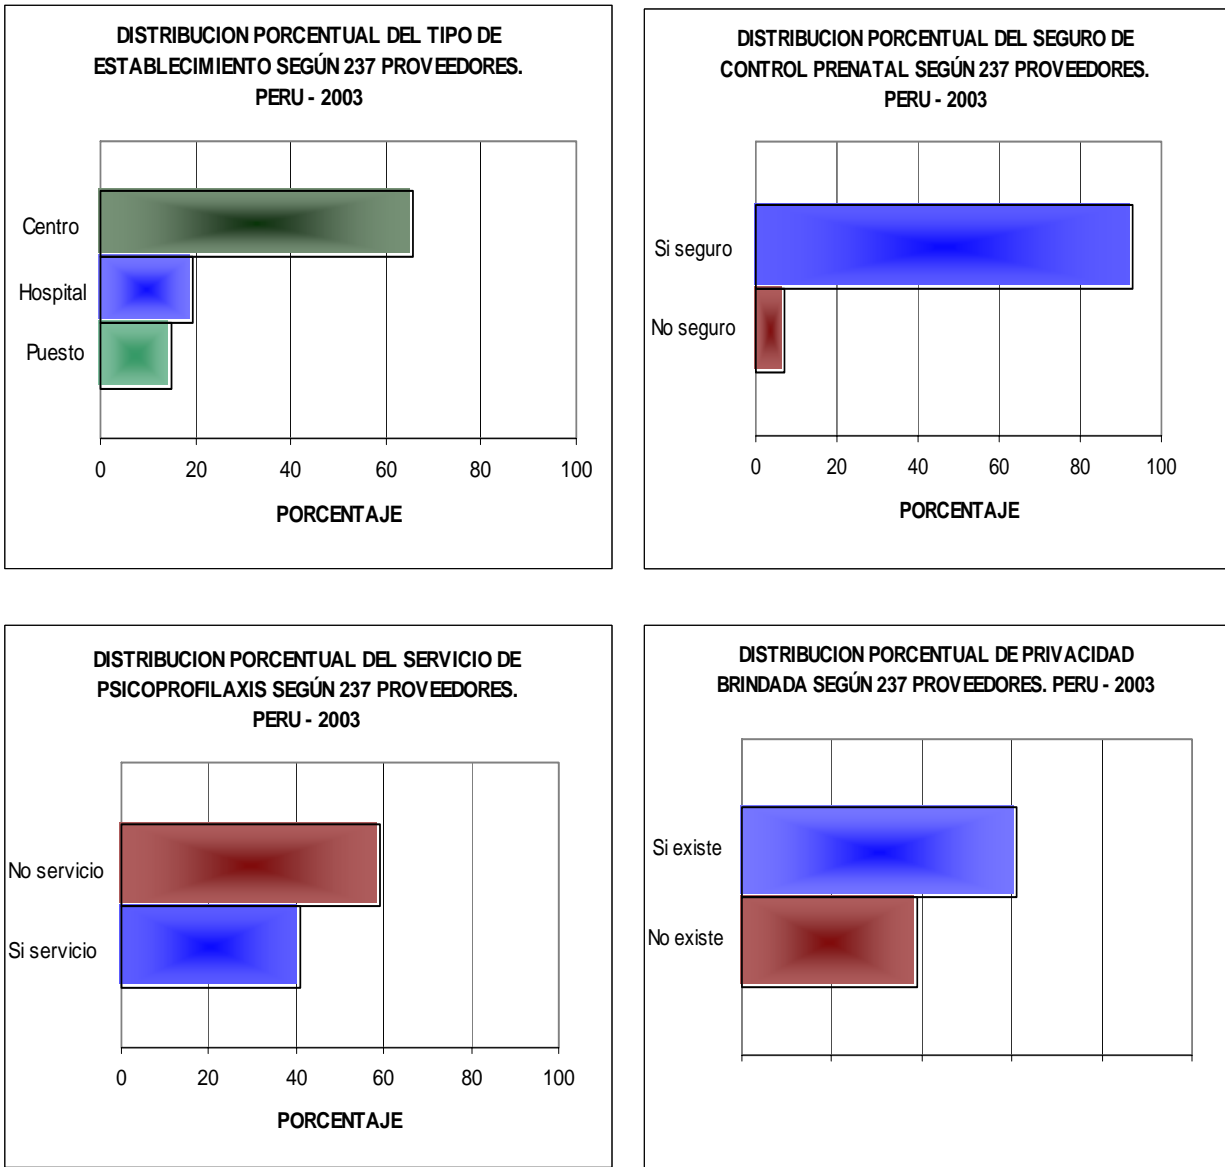 DISTRIBUCION PORCENTUAL DEL TIPO DE
ESTABLECIMIENTO SEGÚN 237 PROVEEDORES.
PERU - 2003
Centro
Hospital
Puesto
0 20 40 60 80 100
PORCENTAJE
DISTRIBUCION PORCENTUAL DEL SEGURO DE
CONTROL PRENATAL SEGÚN 237 PROVEEDORES.
PERU - 2003
Si seguro
No seguro
0 20 40 60 80 100
PORCENTAJE
DISTRIBUCION PORCENTUAL DEL SERVICIO DE
PSICOPROFILAXIS SEGÚN 237 PROVEEDORES.
PERU - 2003
No servicio
Si servicio
0 20 40 60 80 100
PORCENTAJE
DISTRIBUCION PORCENTUAL DE PRIVACIDAD
BRINDADA SEGÚN 237 PROVEEDORES. PERU - 2003
Si existe
No existe